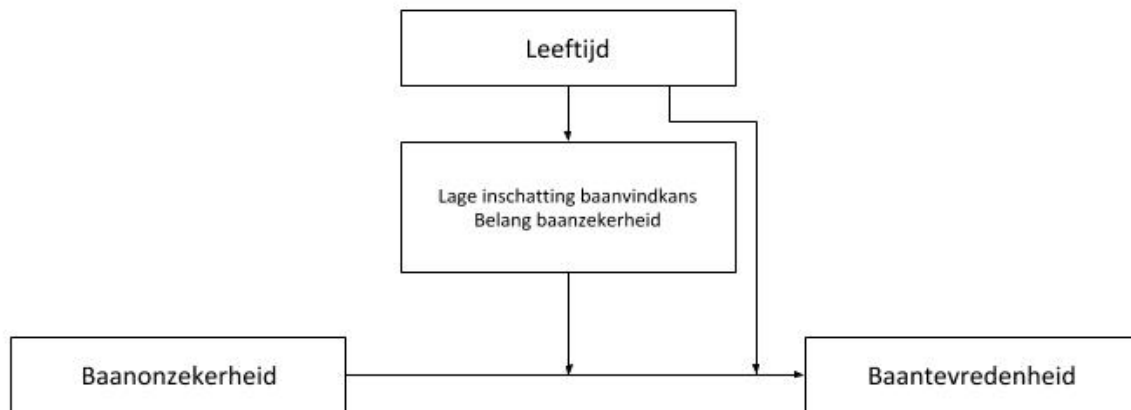 Leeftijd
Lage inschatting baanvindkans
Belang baanzekerheid
Baanonzekerheid
Baantevredenheid